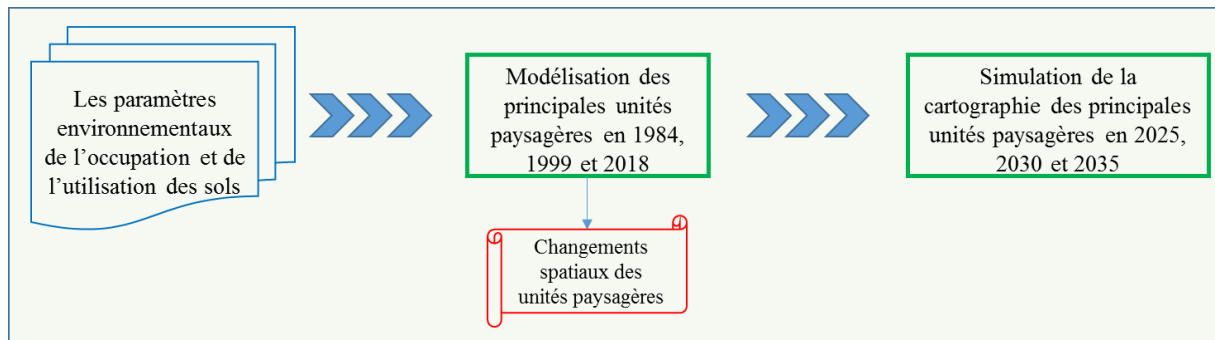 Les paramètres
environnementaux
de l’occupation et de
l’utilisation des sols
Modélisation des
principales unités
paysagères en 1984,
1999 et 2018
Changements
spatiaux des
unités paysagères
Simulation de la
cartographie des principales
unités paysagères en 2025,
2030 et 2035